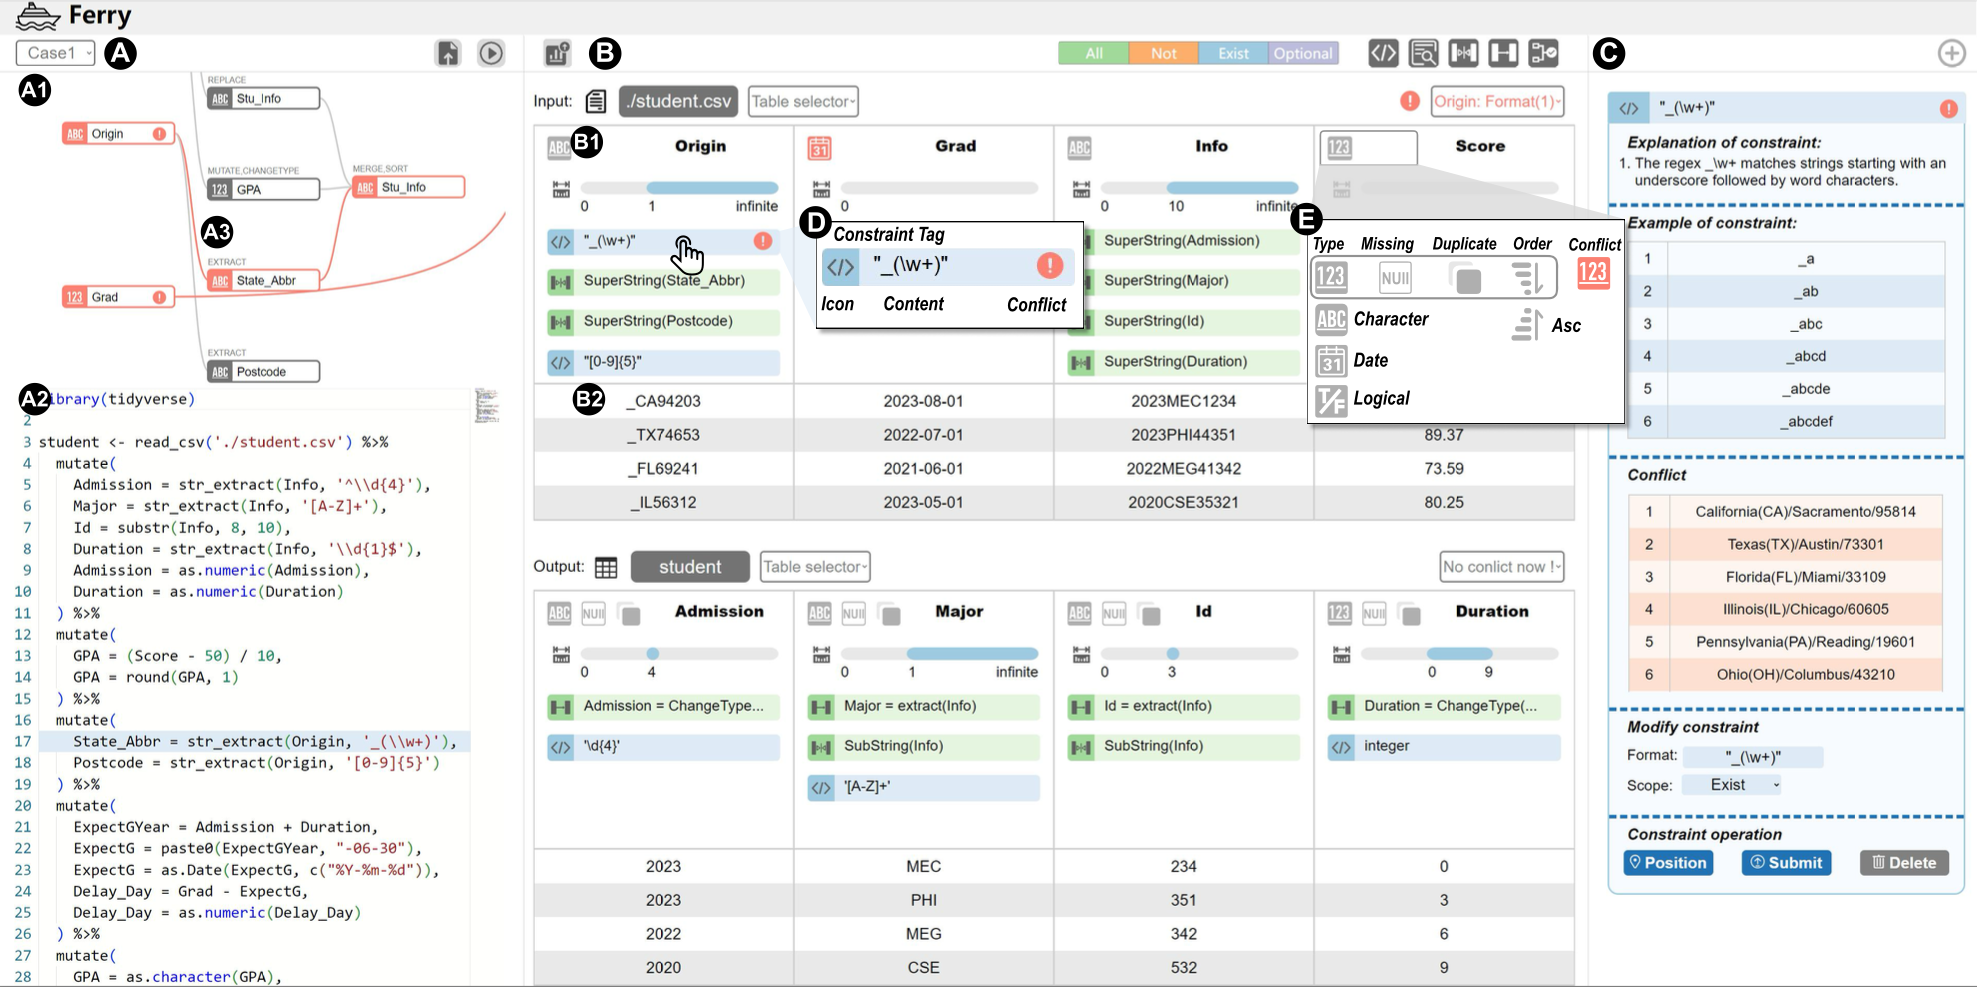 Ferry
Case1
A
A1
REPLACE
ABC Stu_Info
ABC Origin !
MUTATE,CHANGETYPE
123 GPA
MERGE,SORT
ABC Stu_Info
A3
EXTRACT
ABC State_Abbr
123 Grad !
EXTRACT
ABC Postcode
A2
ibrary(tidyverse)
2
3 student <- read_csv('./student.csv') %>%
4 mutate(
5 Admission = str_extract(Info, '^\\d{4}'),
6 Major = str_extract(Info, '[A-Z]+'),
7 Id = substr(Info, 8, 10),
8 Duration = str_extract(Info, '\\d{1}$'),
9 Admission = as.numeric(Admission),
10 Duration = as.numeric(Duration)
11 ) %>%
12 mutate(
13 GPA = (Score - 50) / 10,
14 GPA = round(GPA, 1)
15 ) %>%
16 mutate(
17 State_Abbr = str_extract(Origin, '_(\\w+)'),
18 Postcode = str_extract(Origin, '[0-9]{5}')
19 ) %>%
20 mutate(
21 ExpectGYear = Admission + Duration,
22 ExpectG = paste0(ExpectGYear, "-06-30"),
23 ExpectG = as.Date(ExpectG, c("%Y-%m-%d")),
24 Delay_Day = Grad - ExpectG,
25 Delay_Day = as.numeric(Delay_Day)
26 ) %>%
27 mutate(
28 GPA = as.character(GPA),
B
All Not Exist Optional
Input: ./student.csv Table selector ! Origin: Format(1)
ABC B1 Origin 31 Grad ABC Info 123 Score
0 1 infinite 0 0 10 infinite
</> "_(\w+)" ! SuperString(Admission)
SuperString(State_Abbr) SuperString(Major)
SuperString(Postcode) SuperString(Id)
</> "[0-9]{5}" SuperString(Duration)
D
Constraint Tag
</> "_(\w+)" !
Icon Content Conflict
E
Type Missing Duplicate Order Conflict
123 NUll 123
ABC Character Asc
31 Date
T/F Logical
B2
_CA94203 2023-08-01 2023MEC1234
_TX74653 2022-07-01 2023PHI44351 89.37
_FL69241 2021-06-01 2022MEG41342 73.59
_IL56312 2023-05-01 2020CSE35321 80.25
Output: student Table selector No conlict now !
ABC NUll Admission ABC NUll Major ABC NUll Id 123 NUll Duration
0 4 0 1 infinite 0 3 0 9
Admission = ChangeType... Major = extract(Info) Id = extract(Info) Duration = ChangeType(...
</> '\d{4}' SubString(Info) SubString(Info) </> integer
</> '[A-Z]+'
2023 MEC 234 0
2023 PHI 351 3
2022 MEG 342 6
2020 CSE 532 9
C
</> "_(\w+)" !
Explanation of constraint:
1. The regex _\w+ matches strings starting with an
underscore followed by word characters.
Example of constraint:
1 _a
2 _ab
3 _abc
4 _abcd
5 _abcde
6 _abcdef
Conflict
1 California(CA)/Sacramento/95814
2 Texas(TX)/Austin/73301
3 Florida(FL)/Miami/33109
4 Illinois(IL)/Chicago/60605
5 Pennsylvania(PA)/Reading/19601
6 Ohio(OH)/Columbus/43210
Modify constraint
Format: "_(\w+)"
Scope: Exist
Constraint operation
Position Submit Delete